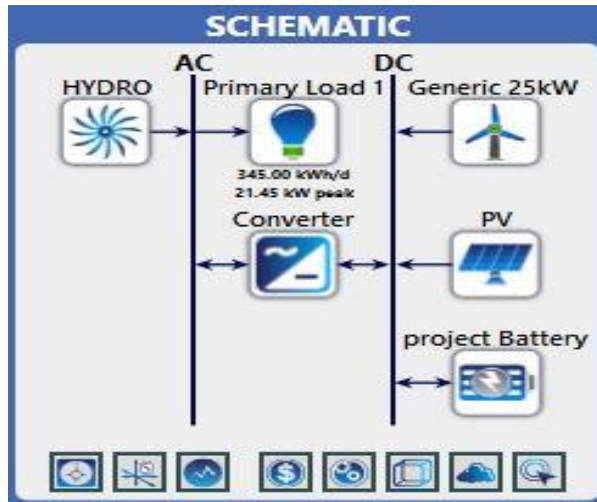 SCHEMATIC
AC DC
HYDRO Primary Load 1 Generic 25kW
345.00 kWh/d
21.45 kW peak
Converter PV
project Battery